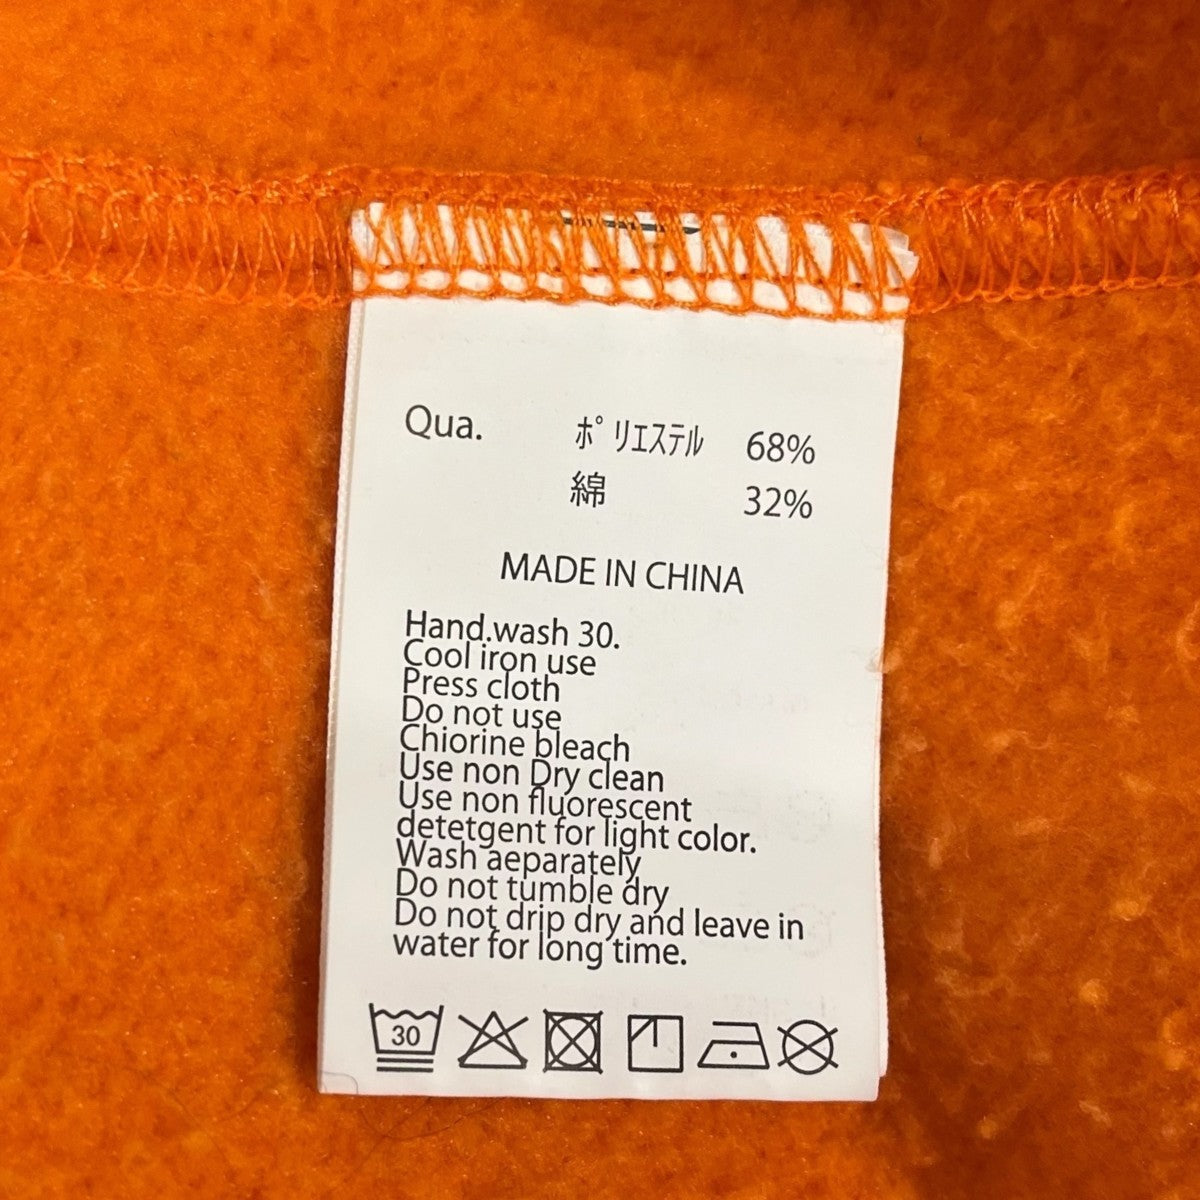 Qua. ポリエステル 68%
綿 32%
MADE IN CHINA
Hand.wash 30.
Cool iron use
Press cloth
Do not use
Chiorine bleach
Use non Dry clean
Use non fluorescent
detetgent for light color.
Wash aeparately
Do not tumble dry
Do not drip dry and leave in
water for long time.
30